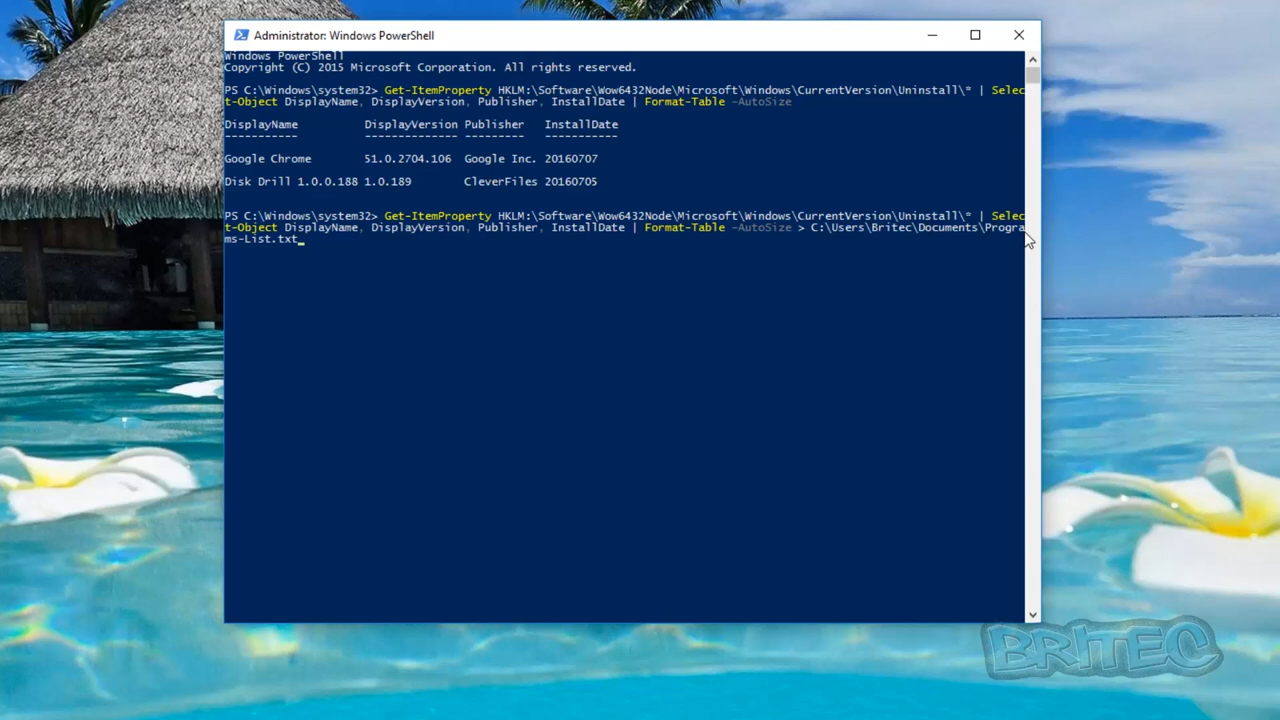 Administrator: Windows PowerShell
Windows PowerShell
Copyright (C) 2015 Microsoft Corporation. All rights reserved.
PS C:\Windows\system32> Get-ItemProperty HKLM:\Software\Wow6432Node\Microsoft\Windows\CurrentVersion\Uninstall\* | Selec
t-Object DisplayName, DisplayVersion, Publisher, InstallDate | Format-Table -AutoSize
DisplayName DisplayVersion Publisher InstallDate
----------- -------------- --------- -----------
Google Chrome 51.0.2704.106 Google Inc. 20160707
Disk Drill 1.0.0.188 1.0.189 CleverFiles 20160705
PS C:\Windows\system32> Get-ItemProperty HKLM:\Software\Wow6432Node\Microsoft\Windows\CurrentVersion\Uninstall\* | Selec
t-Object DisplayName, DisplayVersion, Publisher, InstallDate | Format-Table -AutoSize > C:\Users\Britec\Documents\Progra
ms-List.txt
BRITEC